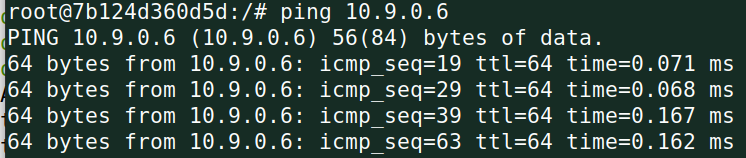 root@7b124d360d5d:/# ping 10.9.0.6
PING 10.9.0.6 (10.9.0.6) 56(84) bytes of data.
64 bytes from 10.9.0.6: icmp_seq=19 ttl=64 time=0.071 ms
64 bytes from 10.9.0.6: icmp_seq=29 ttl=64 time=0.068 ms
64 bytes from 10.9.0.6: icmp_seq=39 ttl=64 time=0.167 ms
64 bytes from 10.9.0.6: icmp_seq=63 ttl=64 time=0.162 ms